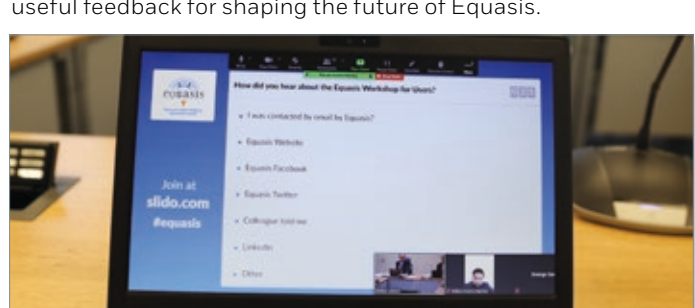 useful feedback for shaping the future of Equasis.
How did you hear about the Equasis Workshop for Users?
equasis
• I was contacted by email by Equasis?
• Equasis Website
• Equasis Facebook
• Equasis Twitter
• Colleague told me
• LinkedIn
• Other
Join at
slido.com
#equasis